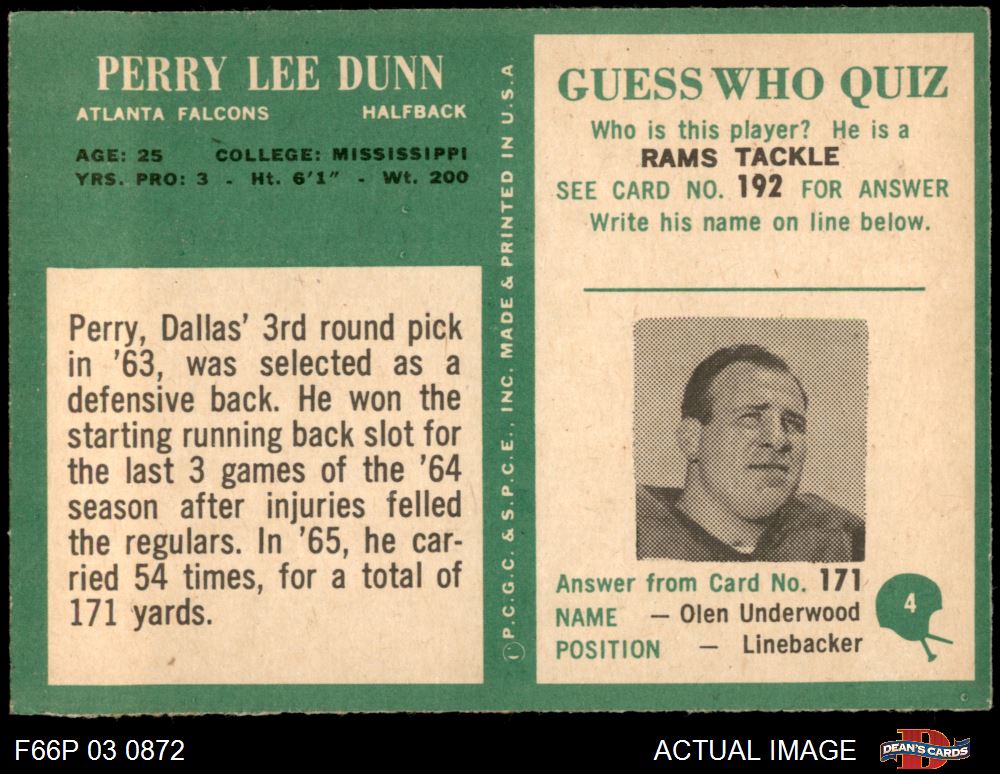 PERRY LEE DUNN
ATLANTA FALCONS HALFBACK
AGE: 25 COLLEGE: MISSISSIPPI
YRS. PRO: 3 - Ht. 6'1" - Wt. 200
Perry, Dallas' 3rd round pick
in '63, was selected as a
defensive back. He won the
starting running back slot for
the last 3 games of the '64
season after injuries felled
the regulars. In '65, he car-
ried 54 times, for a total of
171 yards.
© P.C.G.C. & S.P.C.E., INC. MADE & PRINTED IN U.S.A
GUESS WHO QUIZ
Who is this player? He is a
RAMS TACKLE
SEE CARD NO. 192 FOR ANSWER
Write his name on line below.
Answer from Card No. 171
NAME — Olen Underwood
POSITION — Linebacker
4
F66P 03 0872
ACTUAL IMAGE
DEAN'S CARDS